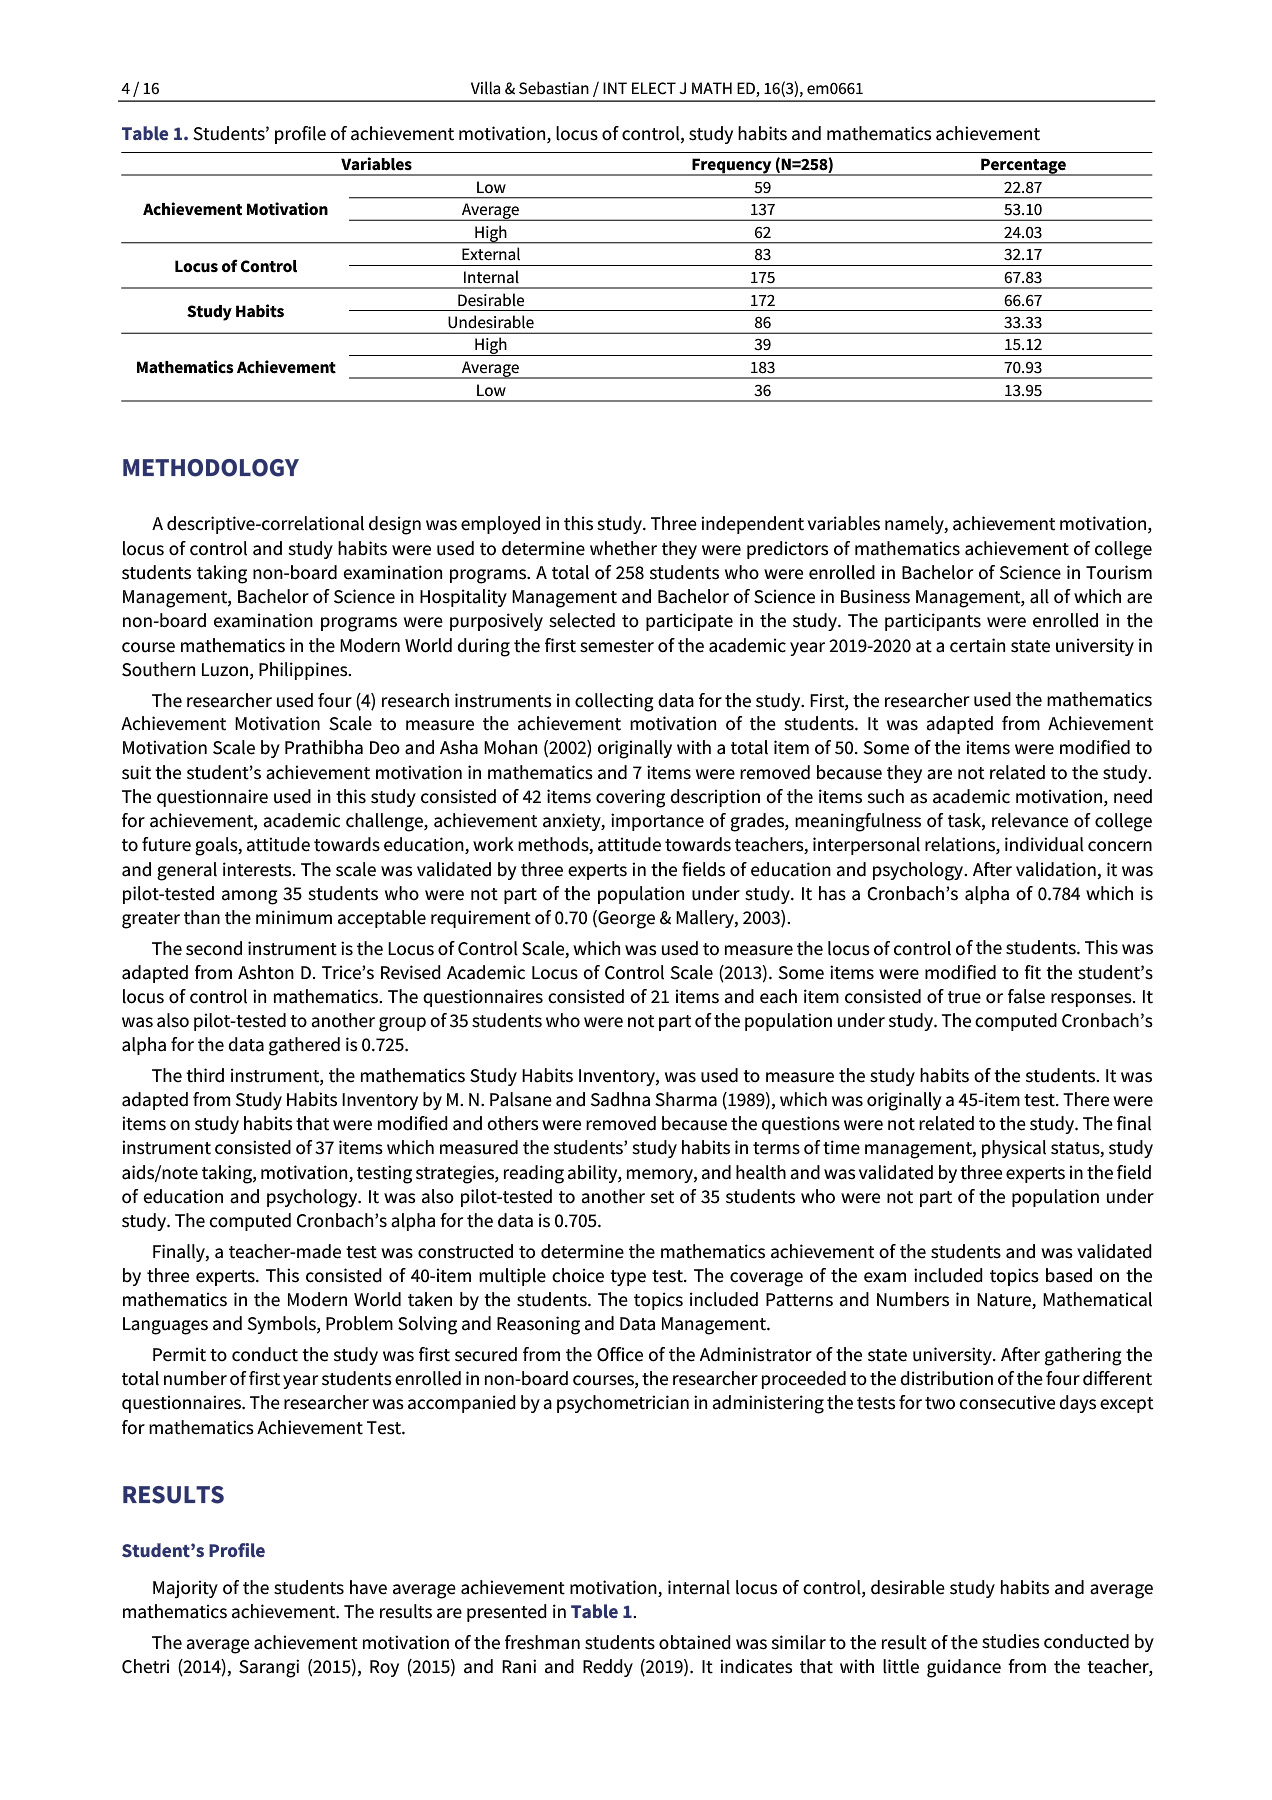 4 / 16 Villa & Sebastian / INT ELECT J MATH ED, 16(3), em0661
Table 1. Students’ profile of achievement motivation, locus of control, study habits and mathematics achievement
Variables Frequency (N=258) Percentage
Achievement Motivation
Low 59 22.87
Average 137 53.10
High 62 24.03
Locus of Control
External 83 32.17
Internal 175 67.83
Study Habits
Desirable 172 66.67
Undesirable 86 33.33
Mathematics Achievement
High 39 15.12
Average 183 70.93
Low 36 13.95
METHODOLOGY
A descriptive-correlational design was employed in this study. Three independent variables namely, achievement motivation,
locus of control and study habits were used to determine whether they were predictors of mathematics achievement of college
students taking non-board examination programs. A total of 258 students who were enrolled in Bachelor of Science in Tourism
Management, Bachelor of Science in Hospitality Management and Bachelor of Science in Business Management, all of which are
non-board examination programs were purposively selected to participate in the study. The participants were enrolled in the
course mathematics in the Modern World during the first semester of the academic year 2019-2020 at a certain state university in
Southern Luzon, Philippines.
The researcher used four (4) research instruments in collecting data for the study. First, the researcher used the mathematics
Achievement Motivation Scale to measure the achievement motivation of the students. It was adapted from Achievement
Motivation Scale by Prathibha Deo and Asha Mohan (2002) originally with a total item of 50. Some of the items were modified to
suit the student’s achievement motivation in mathematics and 7 items were removed because they are not related to the study.
The questionnaire used in this study consisted of 42 items covering description of the items such as academic motivation, need
for achievement, academic challenge, achievement anxiety, importance of grades, meaningfulness of task, relevance of college
to future goals, attitude towards education, work methods, attitude towards teachers, interpersonal relations, individual concern
and general interests. The scale was validated by three experts in the fields of education and psychology. After validation, it was
pilot-tested among 35 students who were not part of the population under study. It has a Cronbach’s alpha of 0.784 which is
greater than the minimum acceptable requirement of 0.70 (George & Mallery, 2003).
The second instrument is the Locus of Control Scale, which was used to measure the locus of control of the students. This was
adapted from Ashton D. Trice’s Revised Academic Locus of Control Scale (2013). Some items were modified to fit the student’s
locus of control in mathematics. The questionnaires consisted of 21 items and each item consisted of true or false responses. It
was also pilot-tested to another group of 35 students who were not part of the population under study. The computed Cronbach’s
alpha for the data gathered is 0.725.
The third instrument, the mathematics Study Habits Inventory, was used to measure the study habits of the students. It was
adapted from Study Habits Inventory by M. N. Palsane and Sadhna Sharma (1989), which was originally a 45-item test. There were
items on study habits that were modified and others were removed because the questions were not related to the study. The final
instrument consisted of 37 items which measured the students’ study habits in terms of time management, physical status, study
aids/note taking, motivation, testing strategies, reading ability, memory, and health and was validated by three experts in the field
of education and psychology. It was also pilot-tested to another set of 35 students who were not part of the population under
study. The computed Cronbach’s alpha for the data is 0.705.
Finally, a teacher-made test was constructed to determine the mathematics achievement of the students and was validated
by three experts. This consisted of 40-item multiple choice type test. The coverage of the exam included topics based on the
mathematics in the Modern World taken by the students. The topics included Patterns and Numbers in Nature, Mathematical
Languages and Symbols, Problem Solving and Reasoning and Data Management.
Permit to conduct the study was first secured from the Office of the Administrator of the state university. After gathering the
total number of first year students enrolled in non-board courses, the researcher proceeded to the distribution of the four different
questionnaires. The researcher was accompanied by a psychometrician in administering the tests for two consecutive days except
for mathematics Achievement Test.
RESULTS
Student’s Profile
Majority of the students have average achievement motivation, internal locus of control, desirable study habits and average
mathematics achievement. The results are presented in Table 1.
The average achievement motivation of the freshman students obtained was similar to the result of the studies conducted by
Chetri (2014), Sarangi (2015), Roy (2015) and Rani and Reddy (2019). It indicates that with little guidance from the teacher,